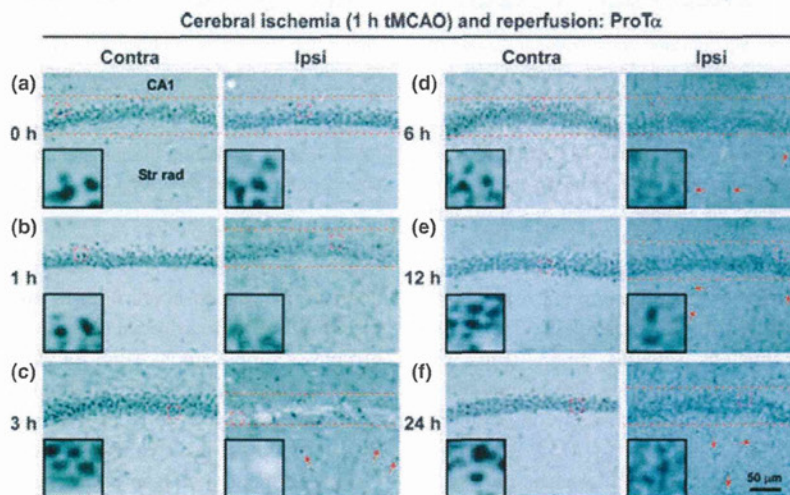 Cerebral ischemia (1 h tMCAO) and reperfusion: ProTα
Contra Ipsi Contra Ipsi
(a) CA1 (d)
0 h 6 h
Str rad
(b) (e)
1 h 12 h
(c) (f)
3 h 24 h
50 μm